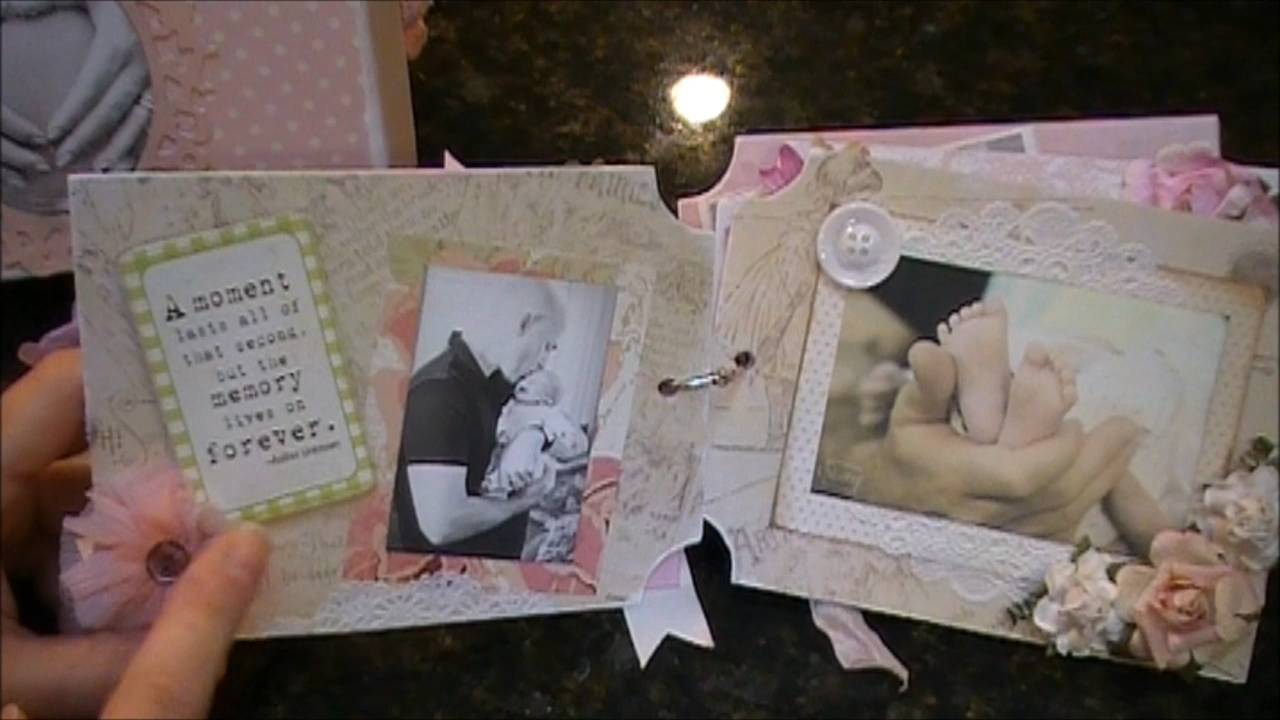 A moment
lasts all of
that second,
but the
memory
lives on
forever.